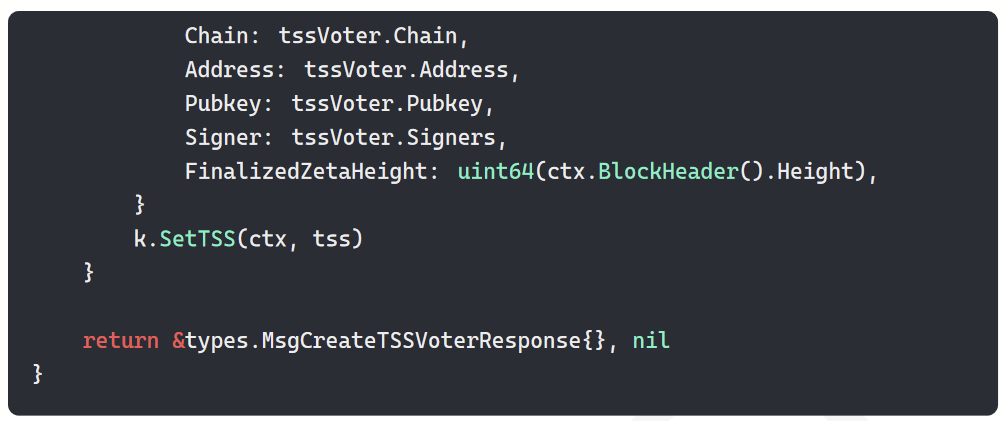 Chain: tssVoter.Chain,
Address: tssVoter.Address,
Pubkey: tssVoter.Pubkey,
Signer: tssVoter.Signers,
FinalizedZetaHeight: uint64(ctx.BlockHeader().Height),
}
k.SetTSS(ctx, tss)
}
return &types.MsgCreateTSSVoterResponse{}, nil
}